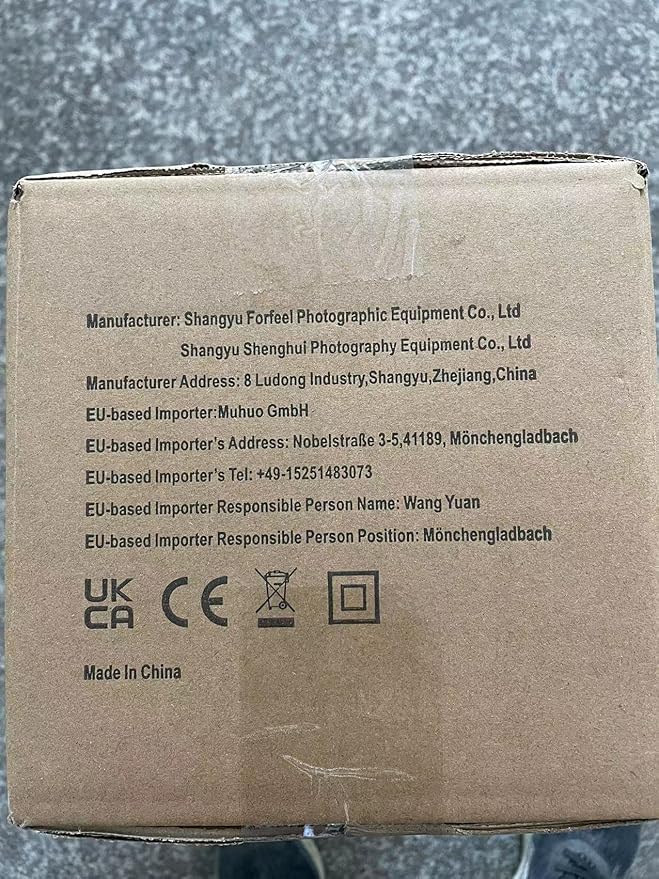 Manufacturer: Shangyu Forfeel Photographic Equipment Co., Ltd
Shangyu Shenghui Photography Equipment Co., Ltd
Manufacturer Address: 8 Ludong Industry,Shangyu,Zhejiang,China
EU-based Importer:Muhuo GmbH
EU-based Importer's Address: Nobelstraße 3-5,41189, Mönchengladbach
EU-based Importer's Tel: +49-15251483073
EU-based Importer Responsible Person Name: Wang Yuan
EU-based Importer Responsible Person Position: Mönchengladbach
UK
CA CE
Made In China